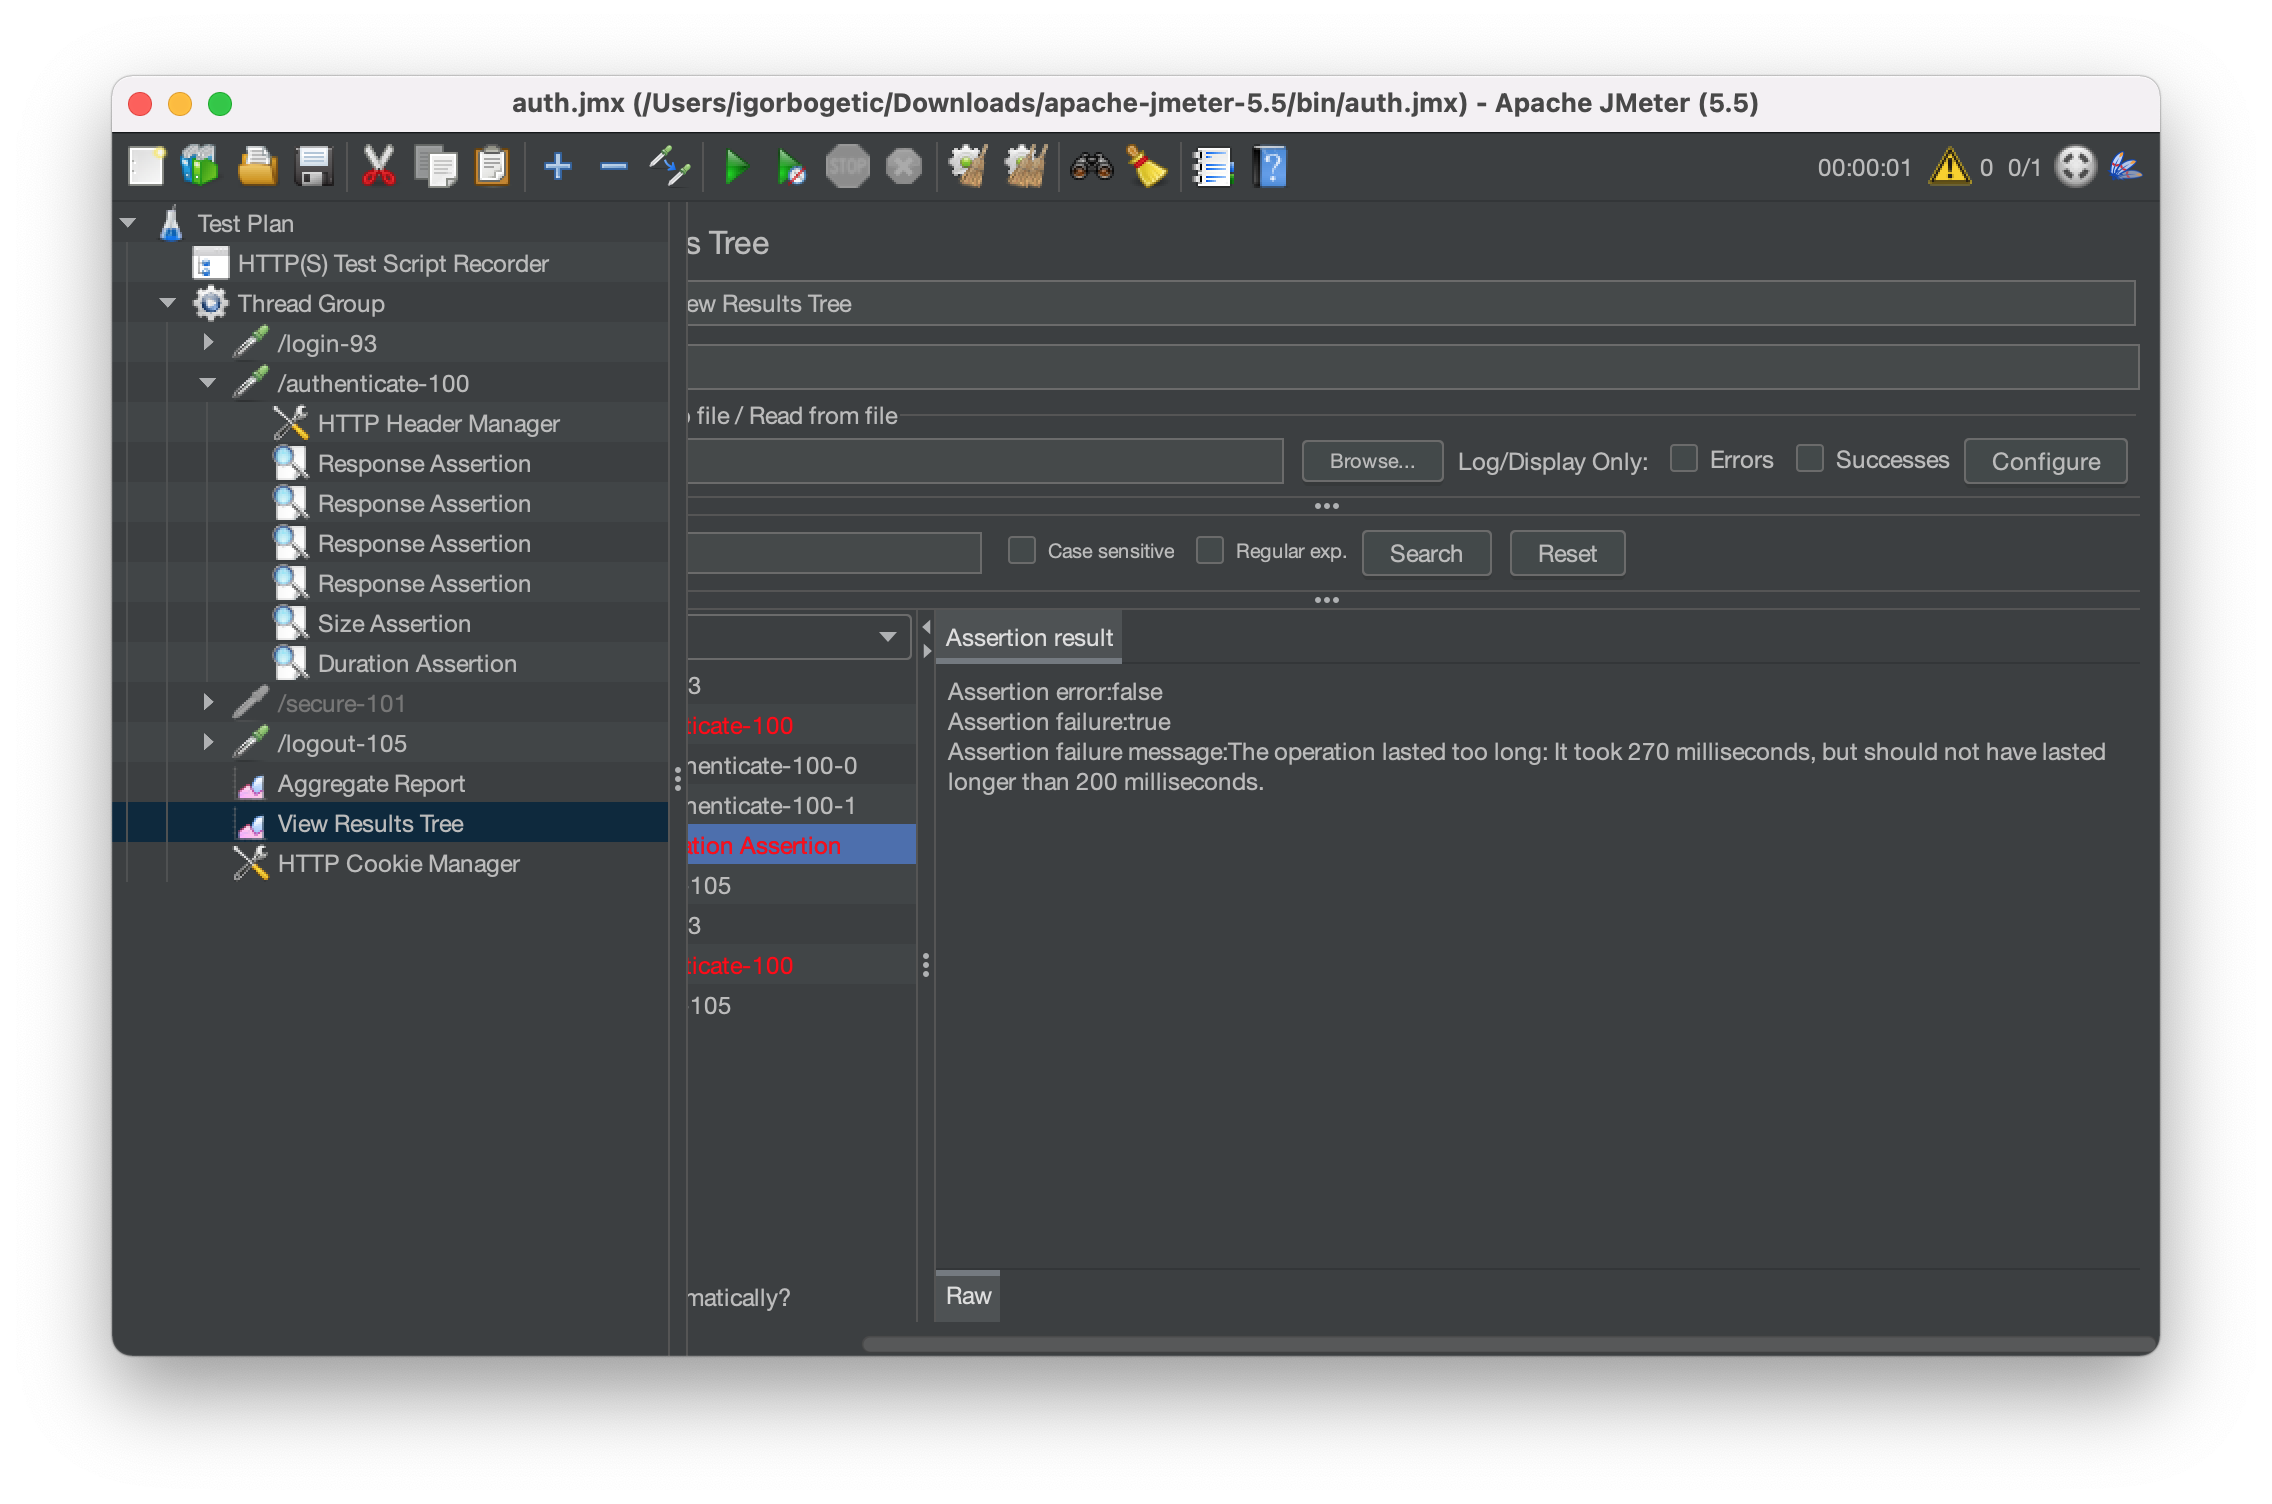 auth.jmx (/Users/igorbogetic/Downloads/apache-jmeter-5.5/bin/auth.jmx) - Apache JMeter (5.5)
STOP
?
00:00:01
! 0 0/1
Test Plan
HTTP(S) Test Script Recorder
Thread Group
/login-93
/authenticate-100
HTTP Header Manager
Response Assertion
Response Assertion
Response Assertion
Response Assertion
Size Assertion
Duration Assertion
/secure-101
/logout-105
Aggregate Report
View Results Tree
HTTP Cookie Manager
s Tree
ew Results Tree
file / Read from file
Browse... Log/Display Only: Errors Successes Configure
Case sensitive Regular exp. Search Reset
3
ticate-100
henticate-100-0
henticate-100-1
ation Assertion
-105
3
ticate-100
-105
matically?
Assertion result
Assertion error:false
Assertion failure:true
Assertion failure message:The operation lasted too long: It took 270 milliseconds, but should not have lasted
longer than 200 milliseconds.
Raw